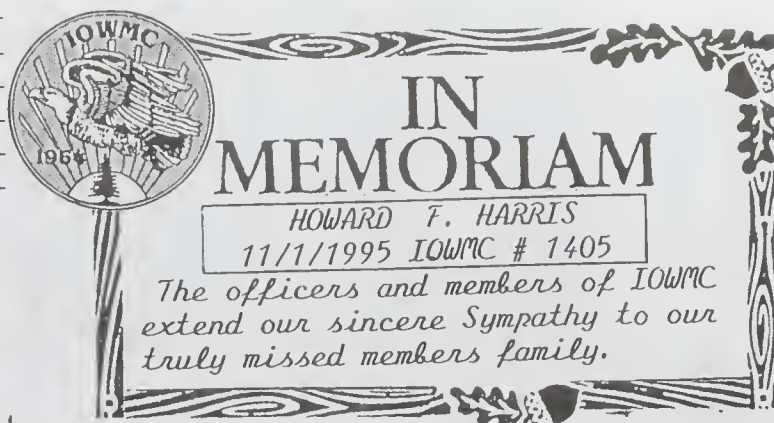 IOWMC
1964
IN
MEMORIAM
HOWARD F. HARRIS
11/1/1995 IOWMC # 1405
The officers and members of IOWMC
extend our sincere Sympathy to our
truly missed members family.